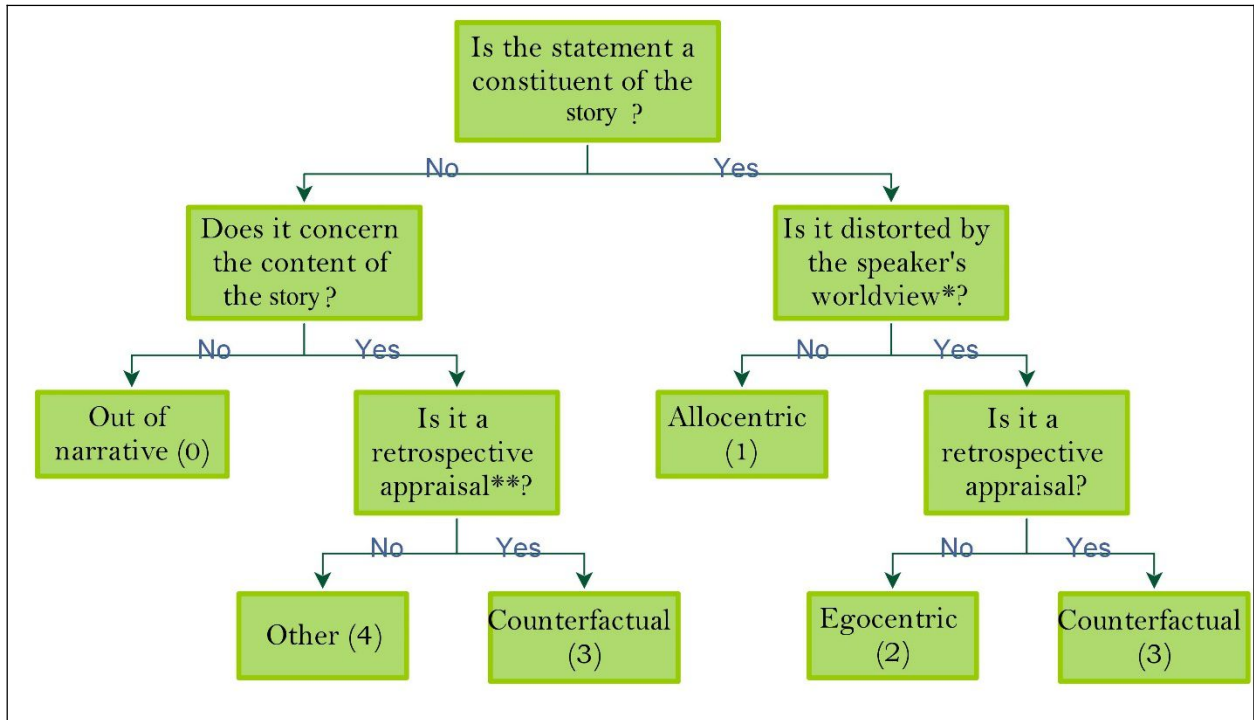 Is the statement a
constituent of the
story ?
No
Yes
Does it concern
the content of
the story?
Is it distorted by
the speaker's
worldview*?
No
Yes
No
Yes
Out of
narrative (0)
Is it a
retrospective
appraisal**?
Allocentric
(1)
Is it a
retrospective
appraisal?
No
Yes
No
Yes
Other (4)
Counterfactual
(3)
Egocentric
(2)
Counterfactual
(3)